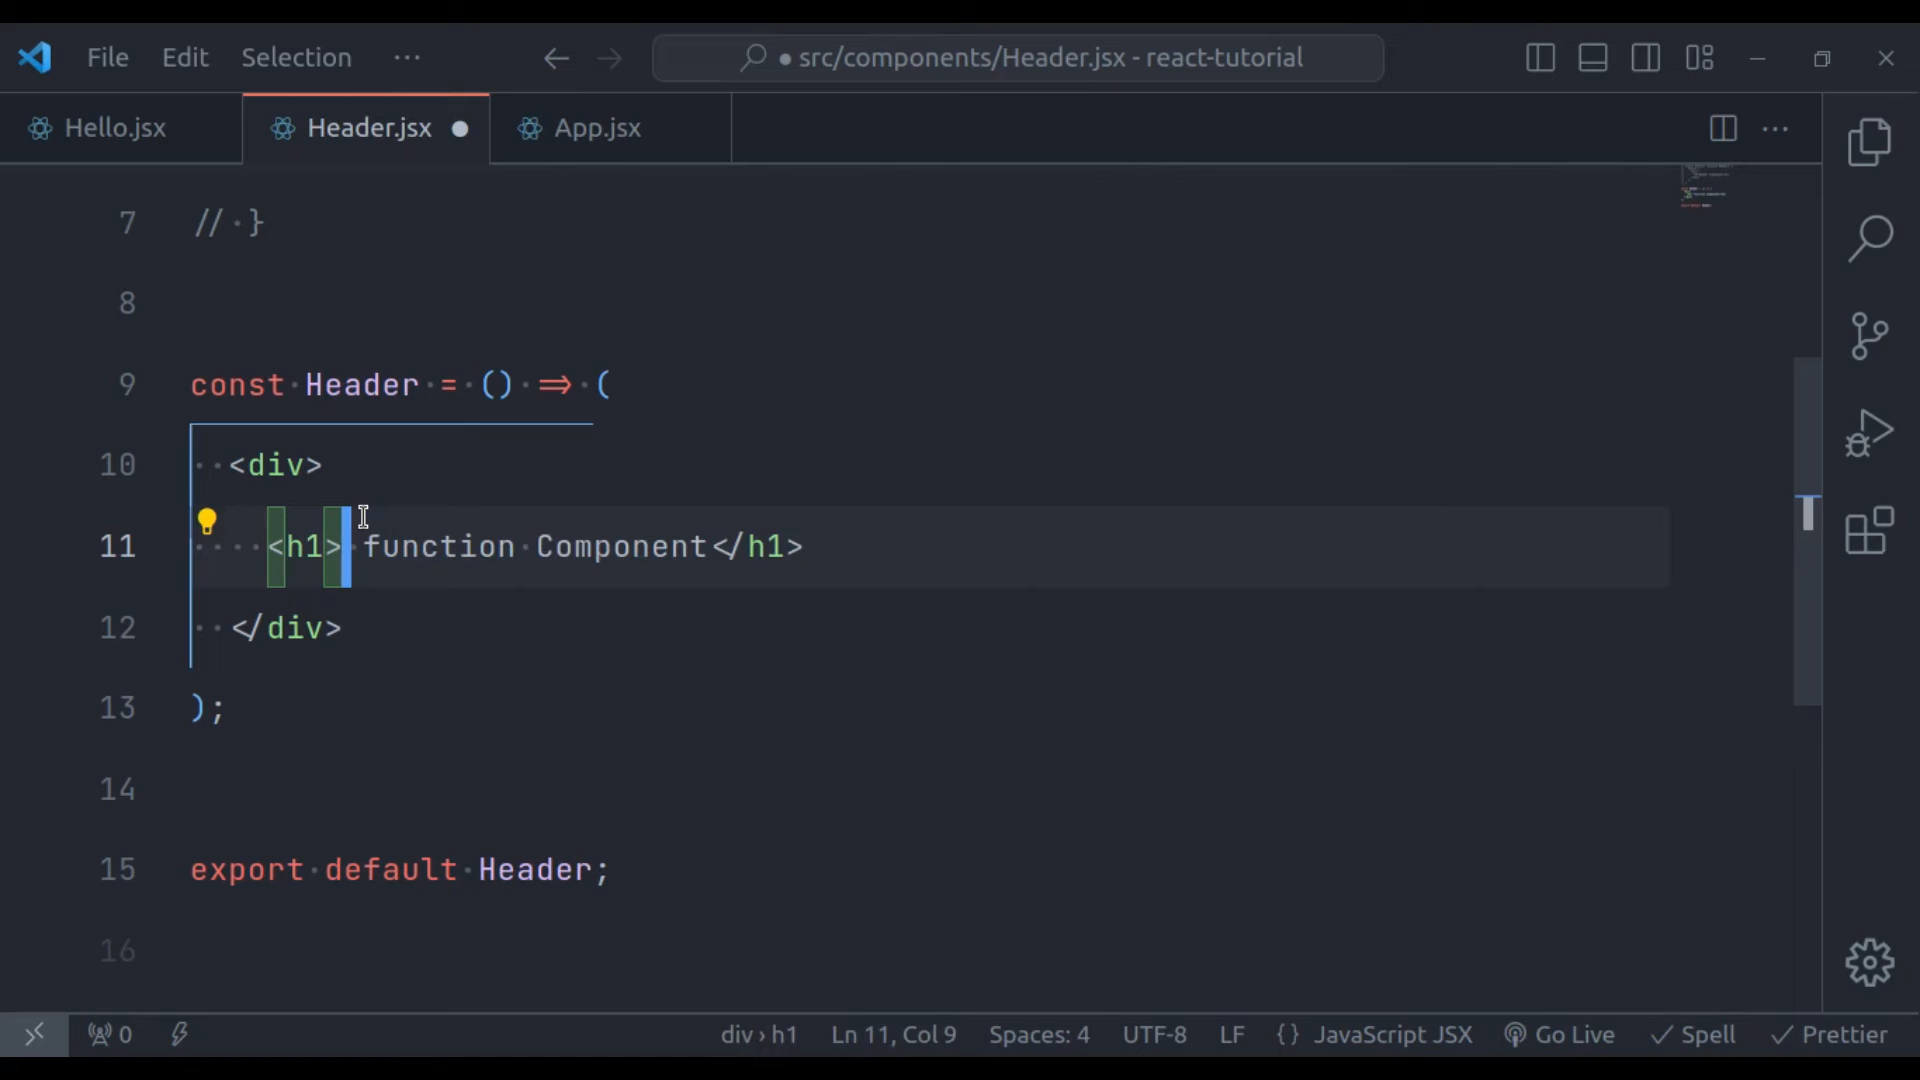 File Edit Selection ··· ← → ● src/components/Header.jsx - react-tutorial
Hello.jsx Header.jsx ● App.jsx
7 // }
8
9 const Header = () => (
10 <div>
11 <h1> function Component</h1>
12 </div>
13 );
14
15 export default Header;
16
0 div › h1 Ln 11, Col 9 Spaces: 4 UTF-8 LF {} JavaScript JSX Go Live ✓ Spell ✓ Prettier